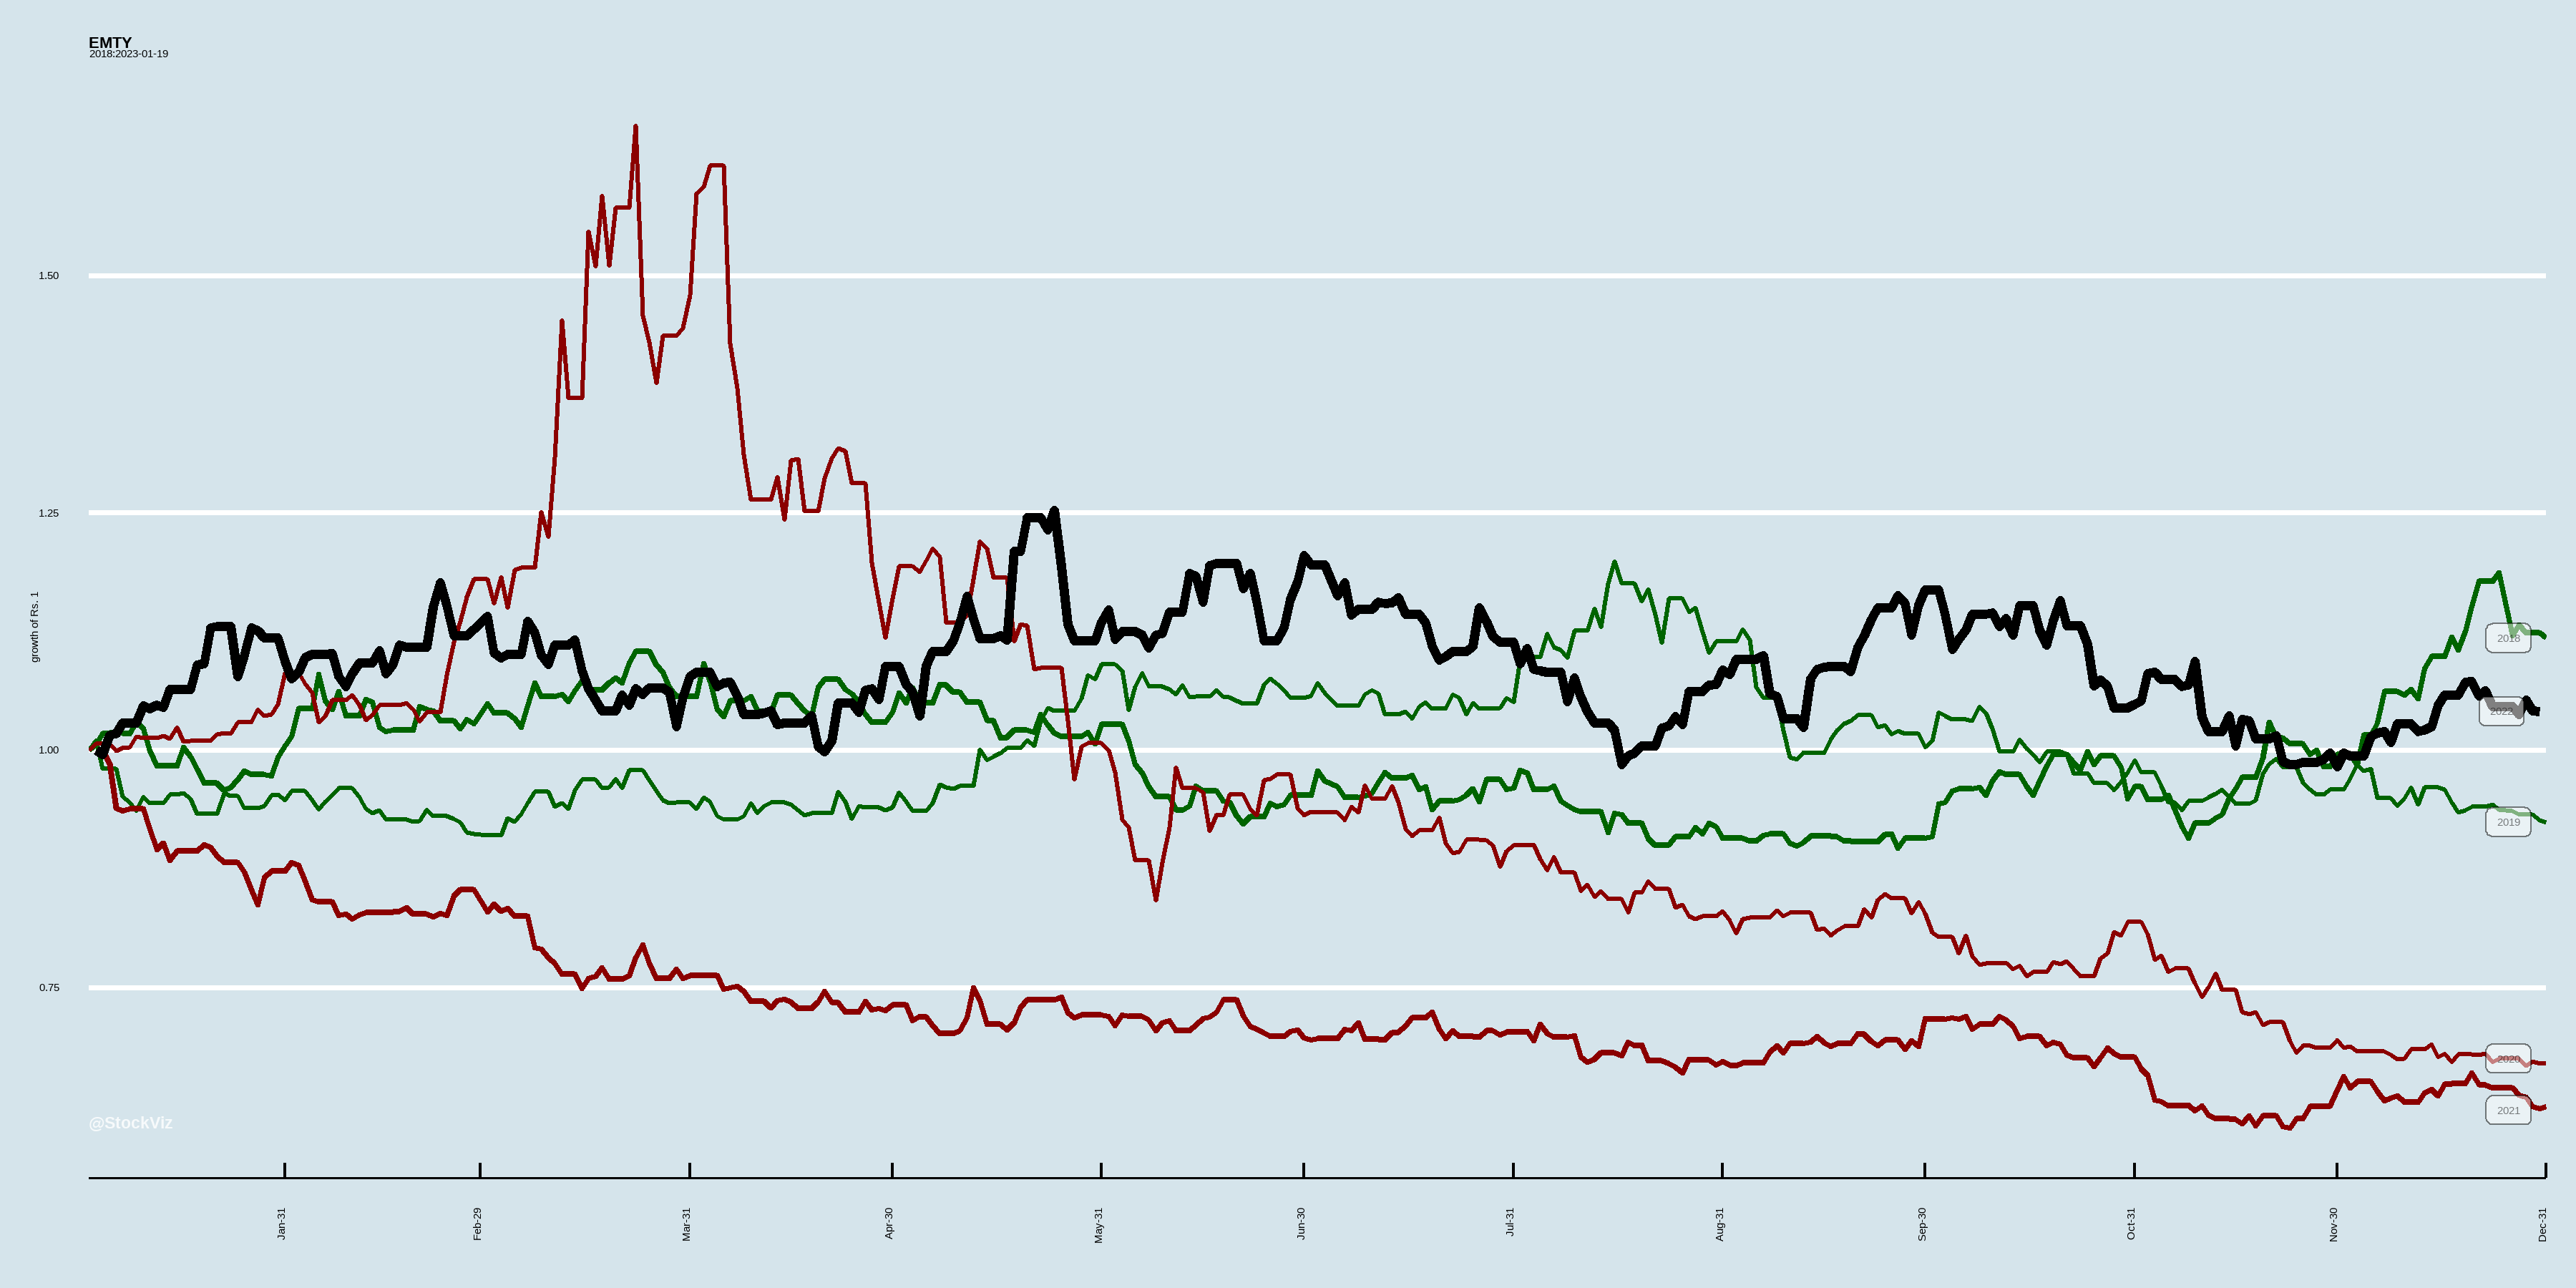 EMTY
2018:2023-01-19
1.50
1.25
growth of Rs. 1
2018
2022
1.00
2019
0.75
2020
2021
@StockViz
Jan-31
Feb-29
Mar-31
Apr-30
May-31
Jun-30
Jul-31
Aug-31
Sep-30
Oct-31
Nov-30
Dec-31